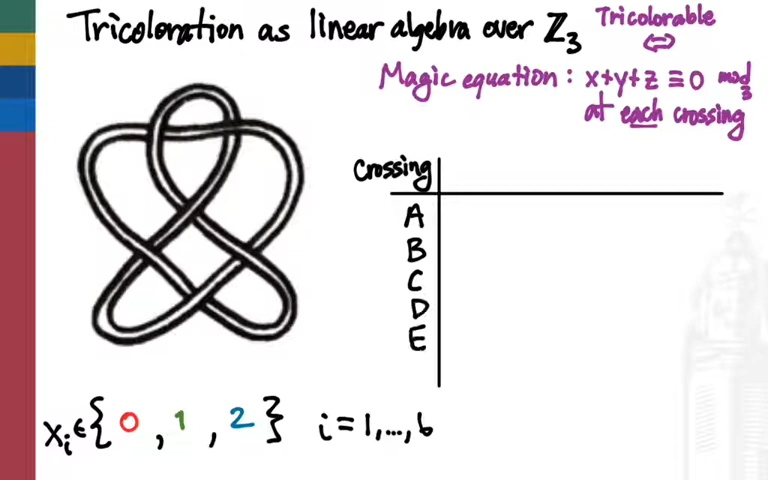 Tricoloration as linear algebra over Z₃
Tricolorable
⇔
Magic equation: x+y+z ≡ 0 mod 3
at each crossing
Crossing
A
B
C
D
E
xᵢ ∈ {0, 1, 2} i = 1, ..., 6